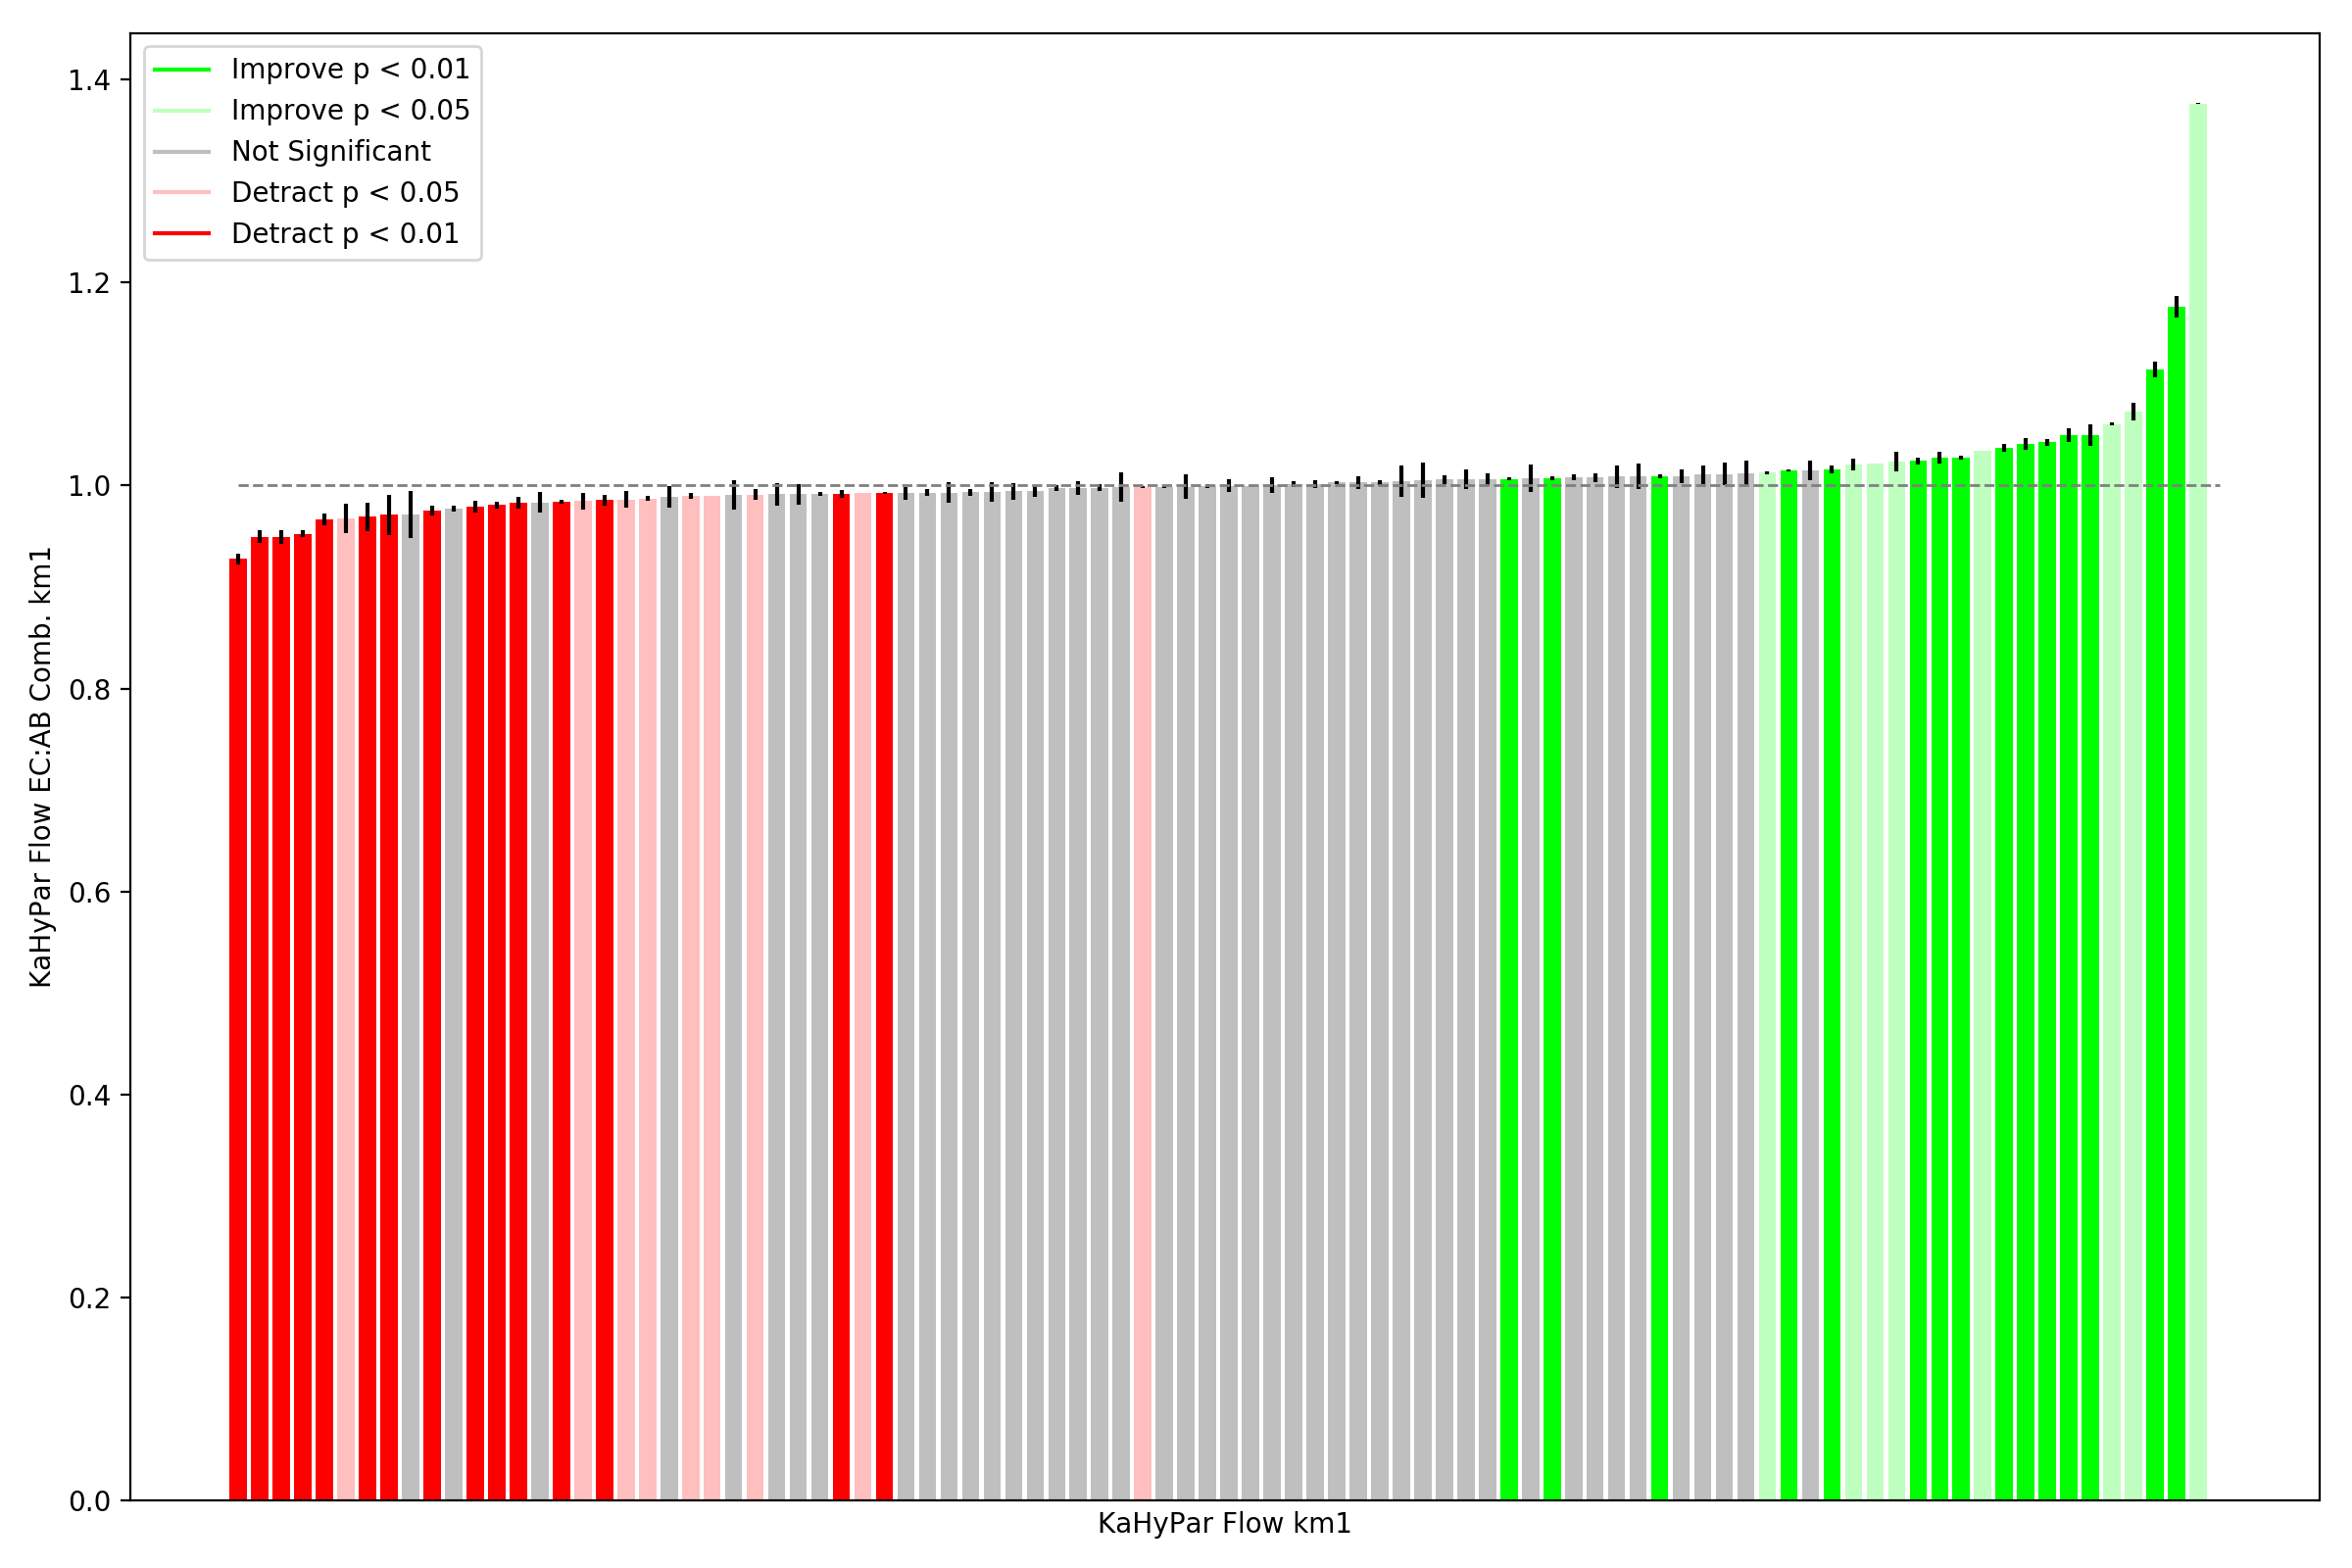 Improve p < 0.01
Improve p < 0.05
Not Significant
Detract p < 0.05
Detract p < 0.01
1.4
1.2
1.0
0.8
0.6
0.4
0.2
0.0
KaHyPar Flow EC:AB Comb. km1
KaHyPar Flow km1